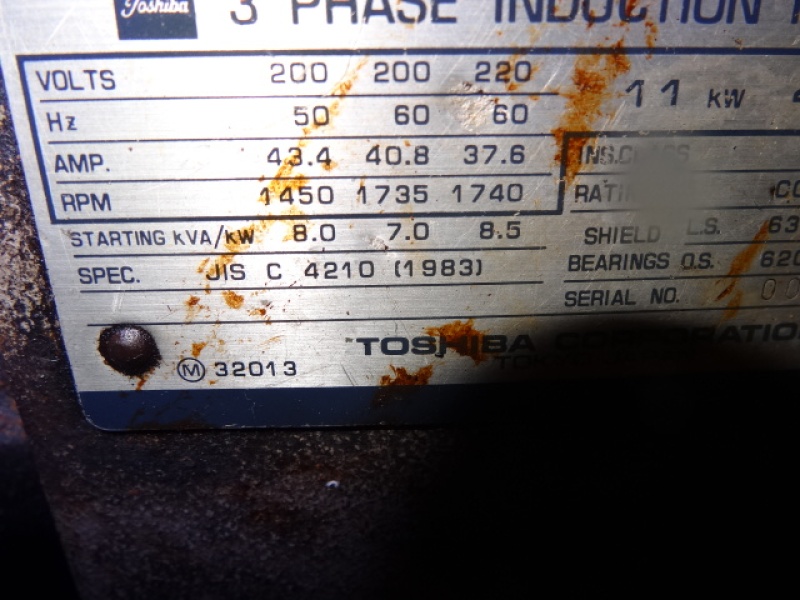 Toshiba 3 PHASE INDUCTION
VOLTS 200 200 220
11 kW
Hz 50 60 60
AMP. 43.4 40.8 37.6
RPM 1450 1735 1740
STARTING kVA/kW 8.0 7.0 8.5
SHIELD L.S.
SPEC. JIS C 4210 (1983)
BEARINGS O.S.
SERIAL NO.
TOSHIBA CORPORATION
M 32013